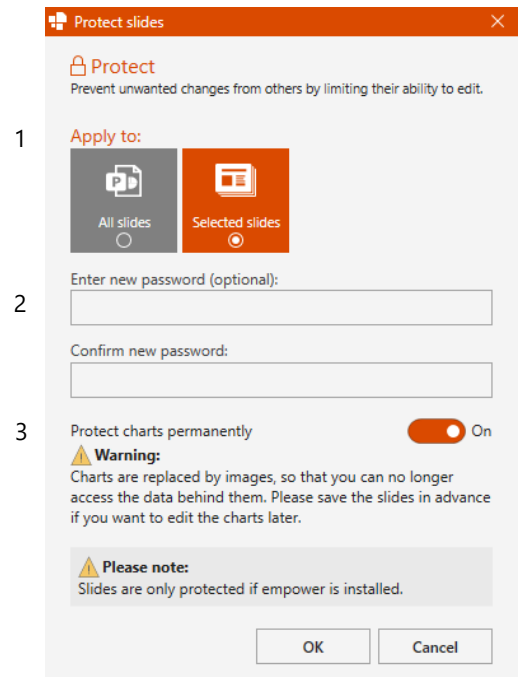 Protect slides
Protect
Prevent unwanted changes from others by limiting their ability to edit.
1 Apply to:
All slides Selected slides
Enter new password (optional):
2
Confirm new password:
3 Protect charts permanently On
Warning:
Charts are replaced by images, so that you can no longer
access the data behind them. Please save the slides in advance
if you want to edit the charts later.
Please note:
Slides are only protected if empower is installed.
OK Cancel